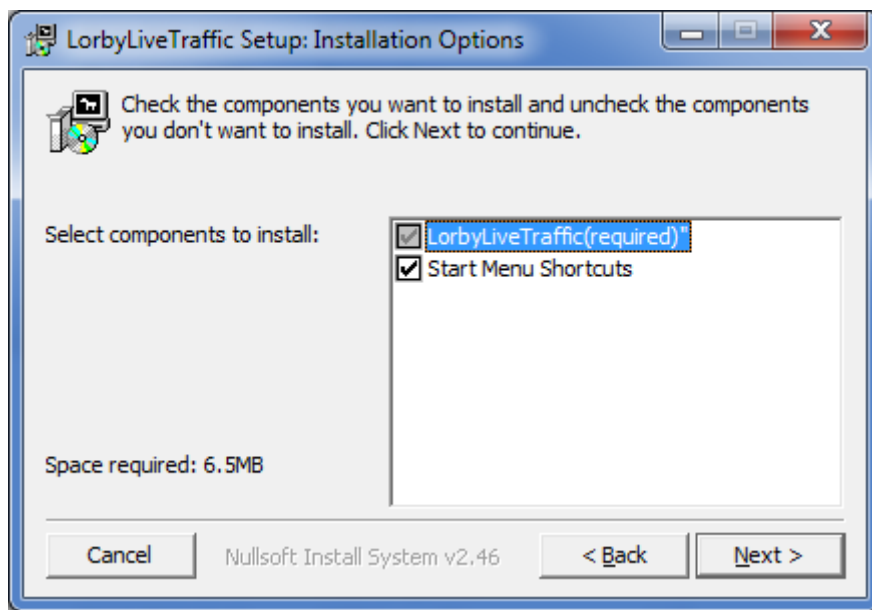 LorbyLiveTraffic Setup: Installation Options
Check the components you want to install and uncheck the components
you don't want to install. Click Next to continue.
Select components to install:
LorbyLiveTraffic(required)"
Start Menu Shortcuts
Space required: 6.5MB
Cancel
Nullsoft Install System v2.46
< Back
Next >